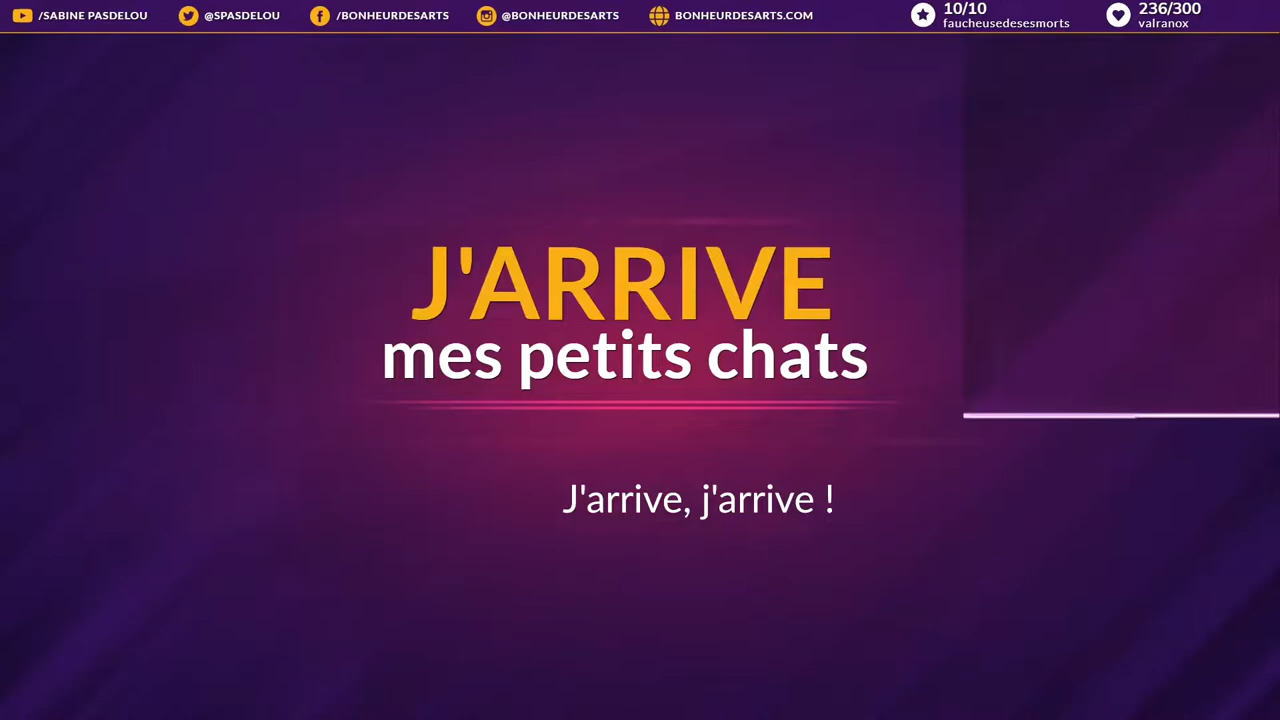 /SABINE PASDELOU @SPASDELOU /BONHEURDESARTS @BONHEURDESARTS BONHEURDESARTS.COM
10/10
faucheusedesesmorts
236/300
valranox
J'ARRIVE
mes petits chats
J'arrive, j'arrive !